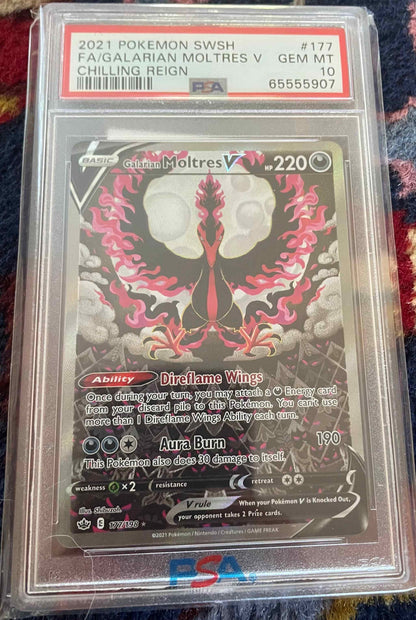 2021 POKEMON SWSH #177
FA/GALARIAN MOLTRES V GEM MT
CHILLING REIGN 10
PSA 65555907
BASIC Galarian Moltres V HP 220
Ability Direflame Wings
Once during your turn, you may attach a Energy card
from your discard pile to this Pokémon. You can't use
more than 1 Direflame Wings Ability each turn.
Aura Burn 190
This Pokémon also does 30 damage to itself.
weakness ×2 resistance retreat
V rule When your Pokémon V is Knocked Out,
your opponent takes 2 Prize cards.
Illus. Shibuzoh.
E 177/198
©2021 Pokémon / Nintendo / Creatures / GAME FREAK
PSA